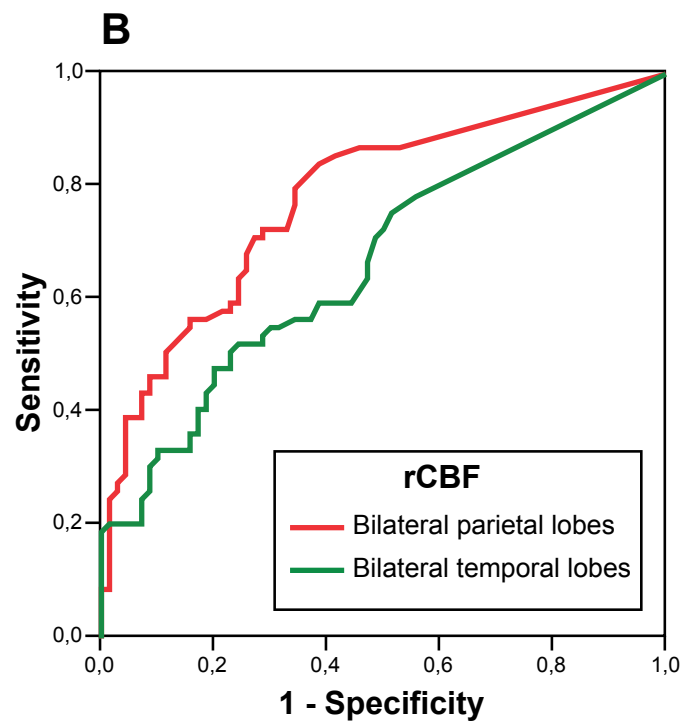 B
1,0
0,8
0,6
0,4
0,2
0,0
Sensitivity
rCBF
Bilateral parietal lobes
Bilateral temporal lobes
0,0 0,2 0,4 0,6 0,8 1,0
1 - Specificity